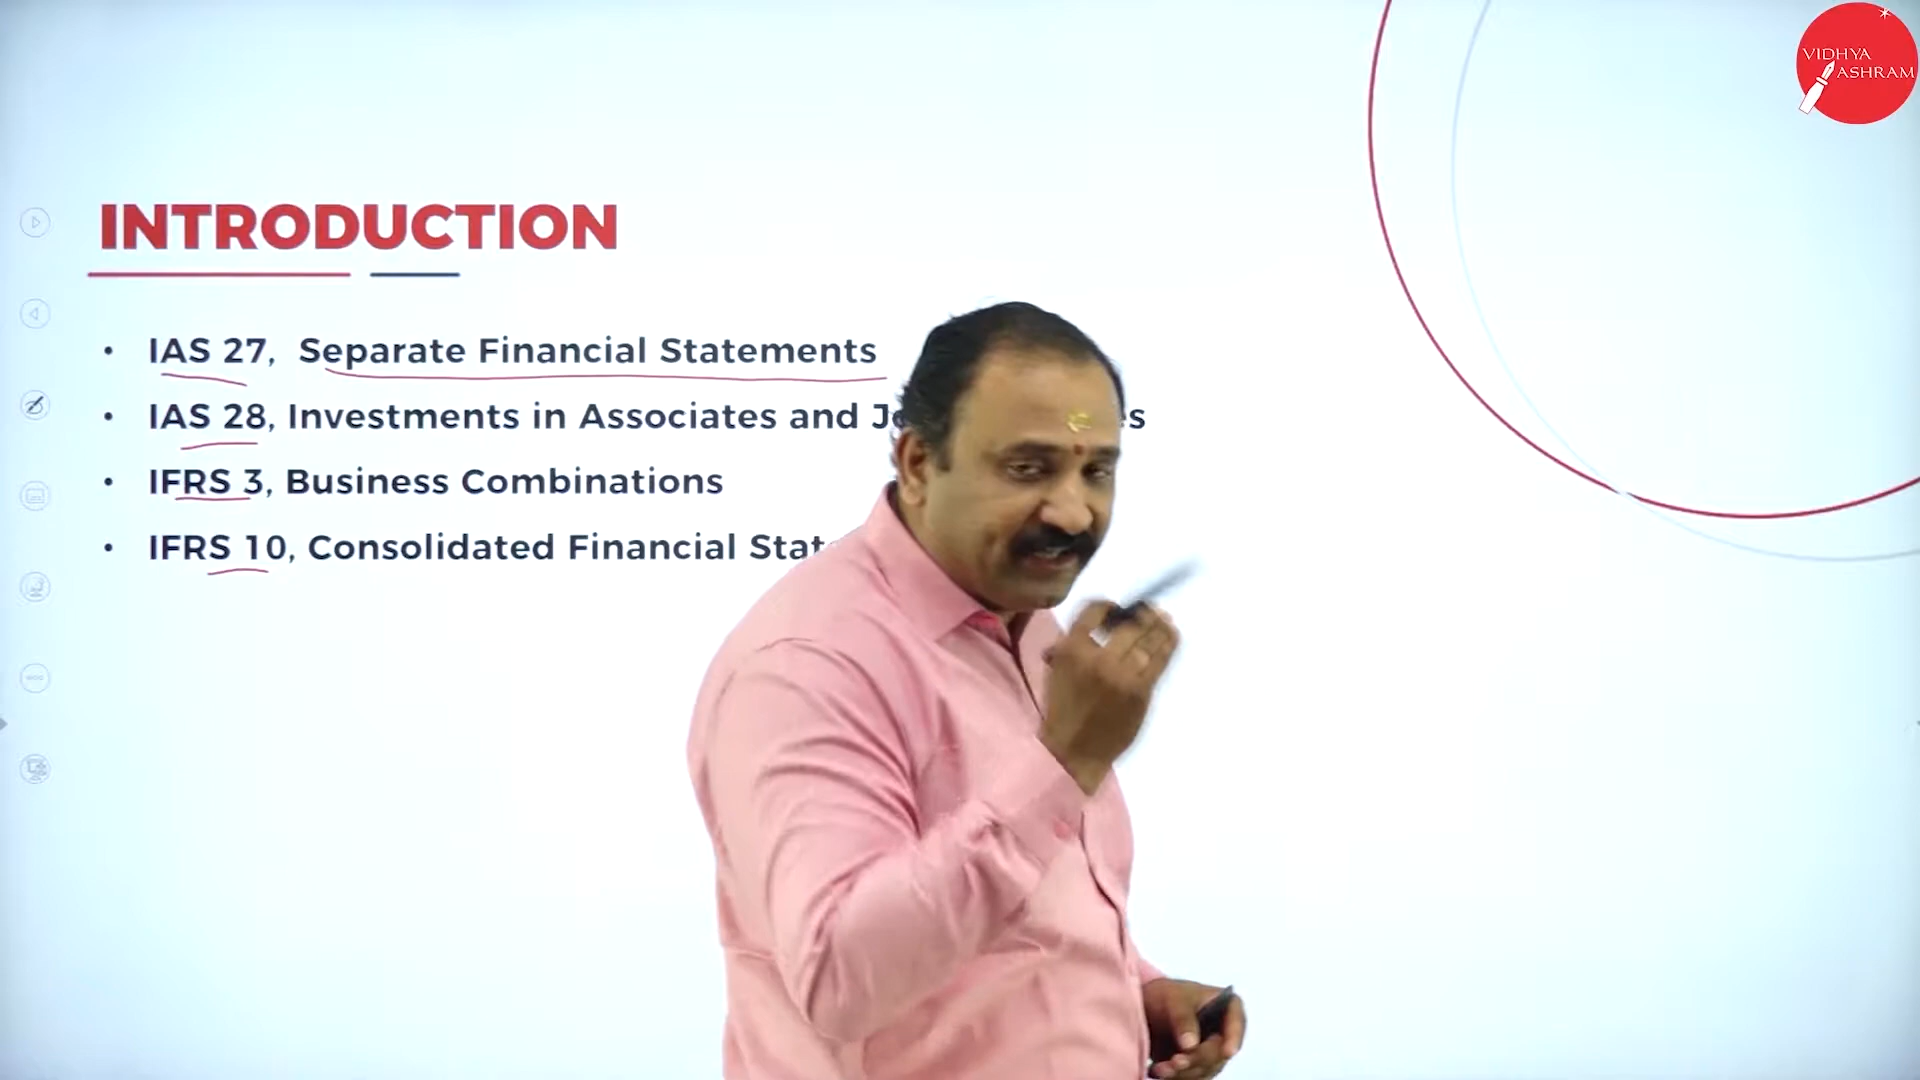 VIDHYA
ASHRAM
INTRODUCTION
• IAS 27, Separate Financial Statements
• IAS 28, Investments in Associates and
• IFRS 3, Business Combinations
• IFRS 10, Consolidated Financial